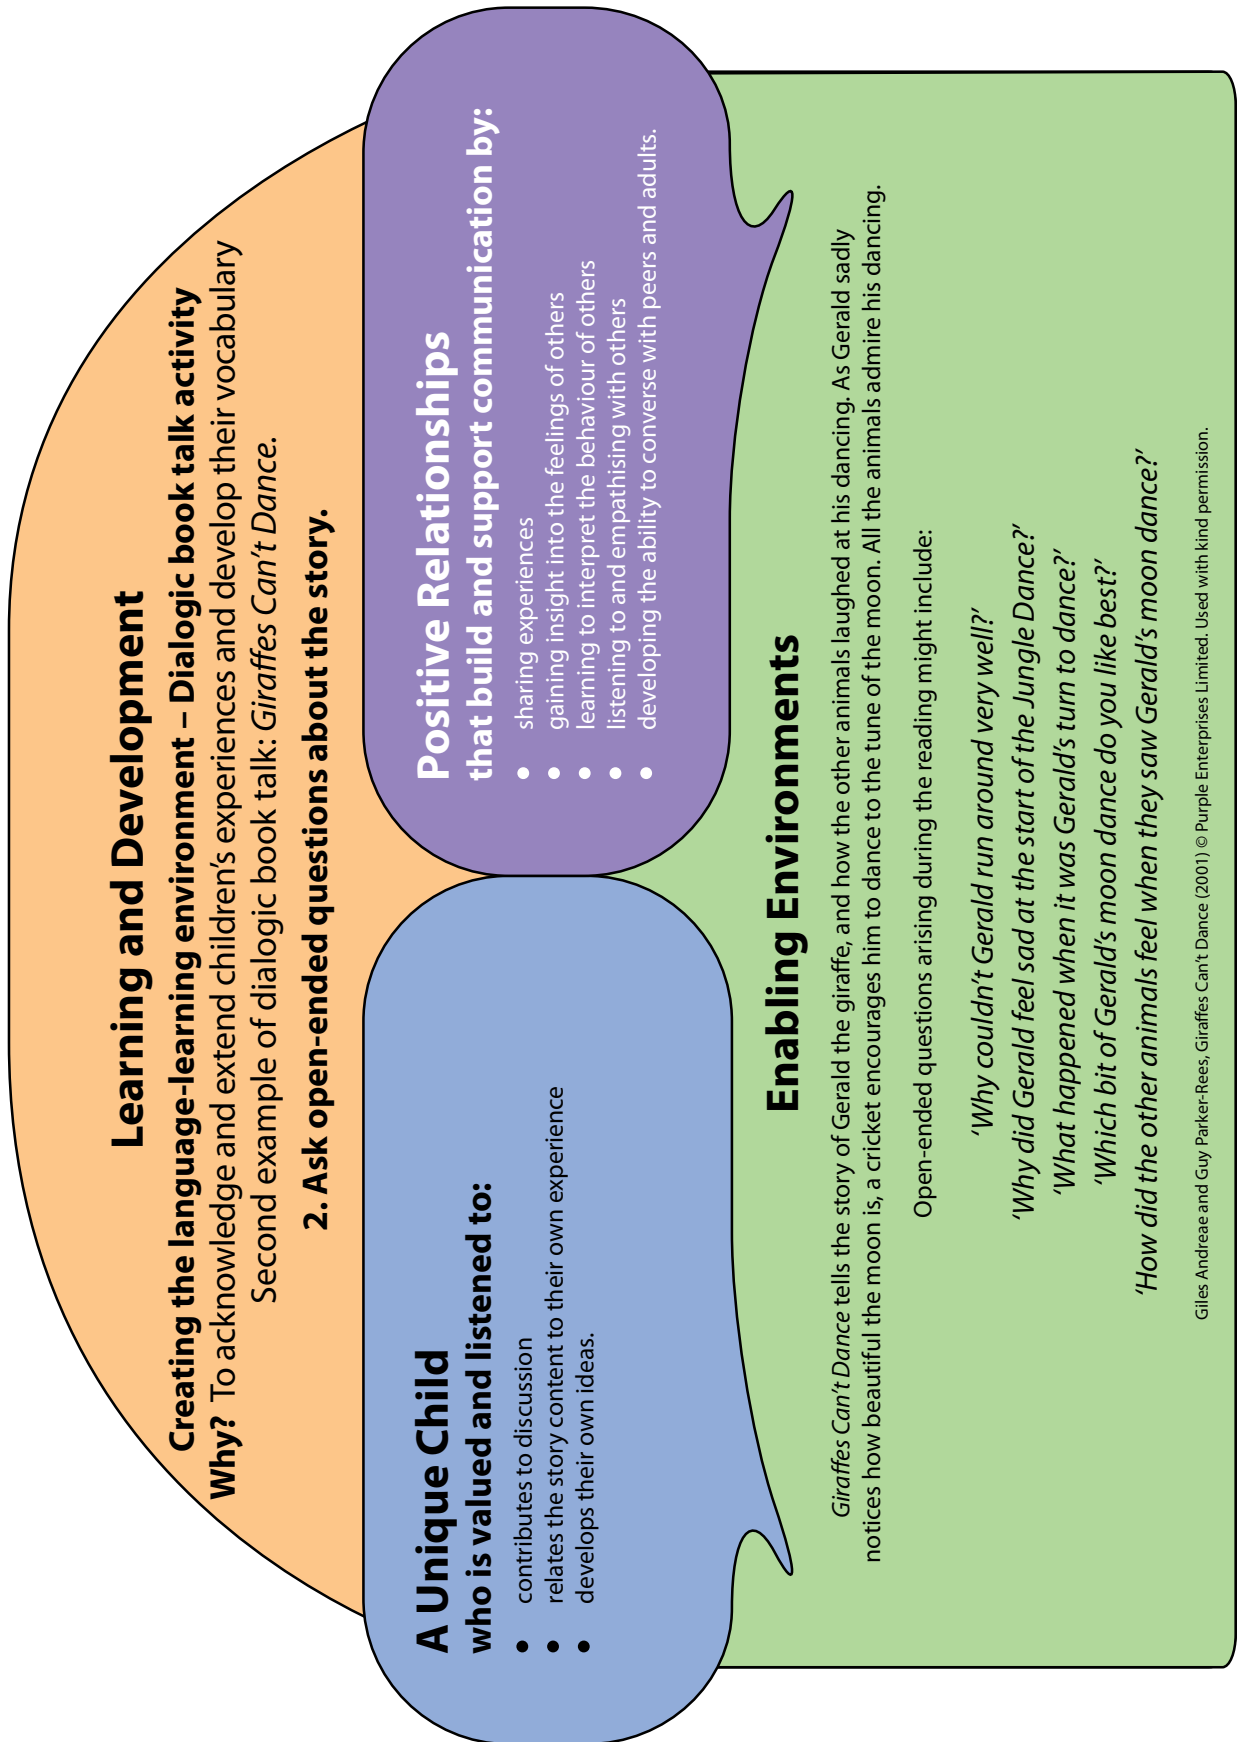 Learning and Development
Creating the language-learning environment – Dialogic book talk activity
Why? To acknowledge and extend children’s experiences and develop their vocabulary
Second example of dialogic book talk: Giraffes Can’t Dance.
2. Ask open-ended questions about the story.
A Unique Child
who is valued and listened to:
• contributes to discussion
• relates the story content to their own experience
• develops their own ideas.
Positive Relationships
that build and support communication by:
• sharing experiences
• gaining insight into the feelings of others
• learning to interpret the behaviour of others
• listening to and empathising with others
• developing the ability to converse with peers and adults.
Enabling Environments
Giraffes Can’t Dance tells the story of Gerald the giraffe, and how the other animals laughed at his dancing. As Gerald sadly
notices how beautiful the moon is, a cricket encourages him to dance to the tune of the moon. All the animals admire his dancing.
Open-ended questions arising during the reading might include:
‘Why couldn’t Gerald run around very well?’
‘Why did Gerald feel sad at the start of the Jungle Dance?’
‘What happened when it was Gerald’s turn to dance?’
‘Which bit of Gerald’s moon dance do you like best?’
‘How did the other animals feel when they saw Gerald’s moon dance?’
Giles Andreae and Guy Parker-Rees, Giraffes Can’t Dance (2001) © Purple Enterprises Limited. Used with kind permission.